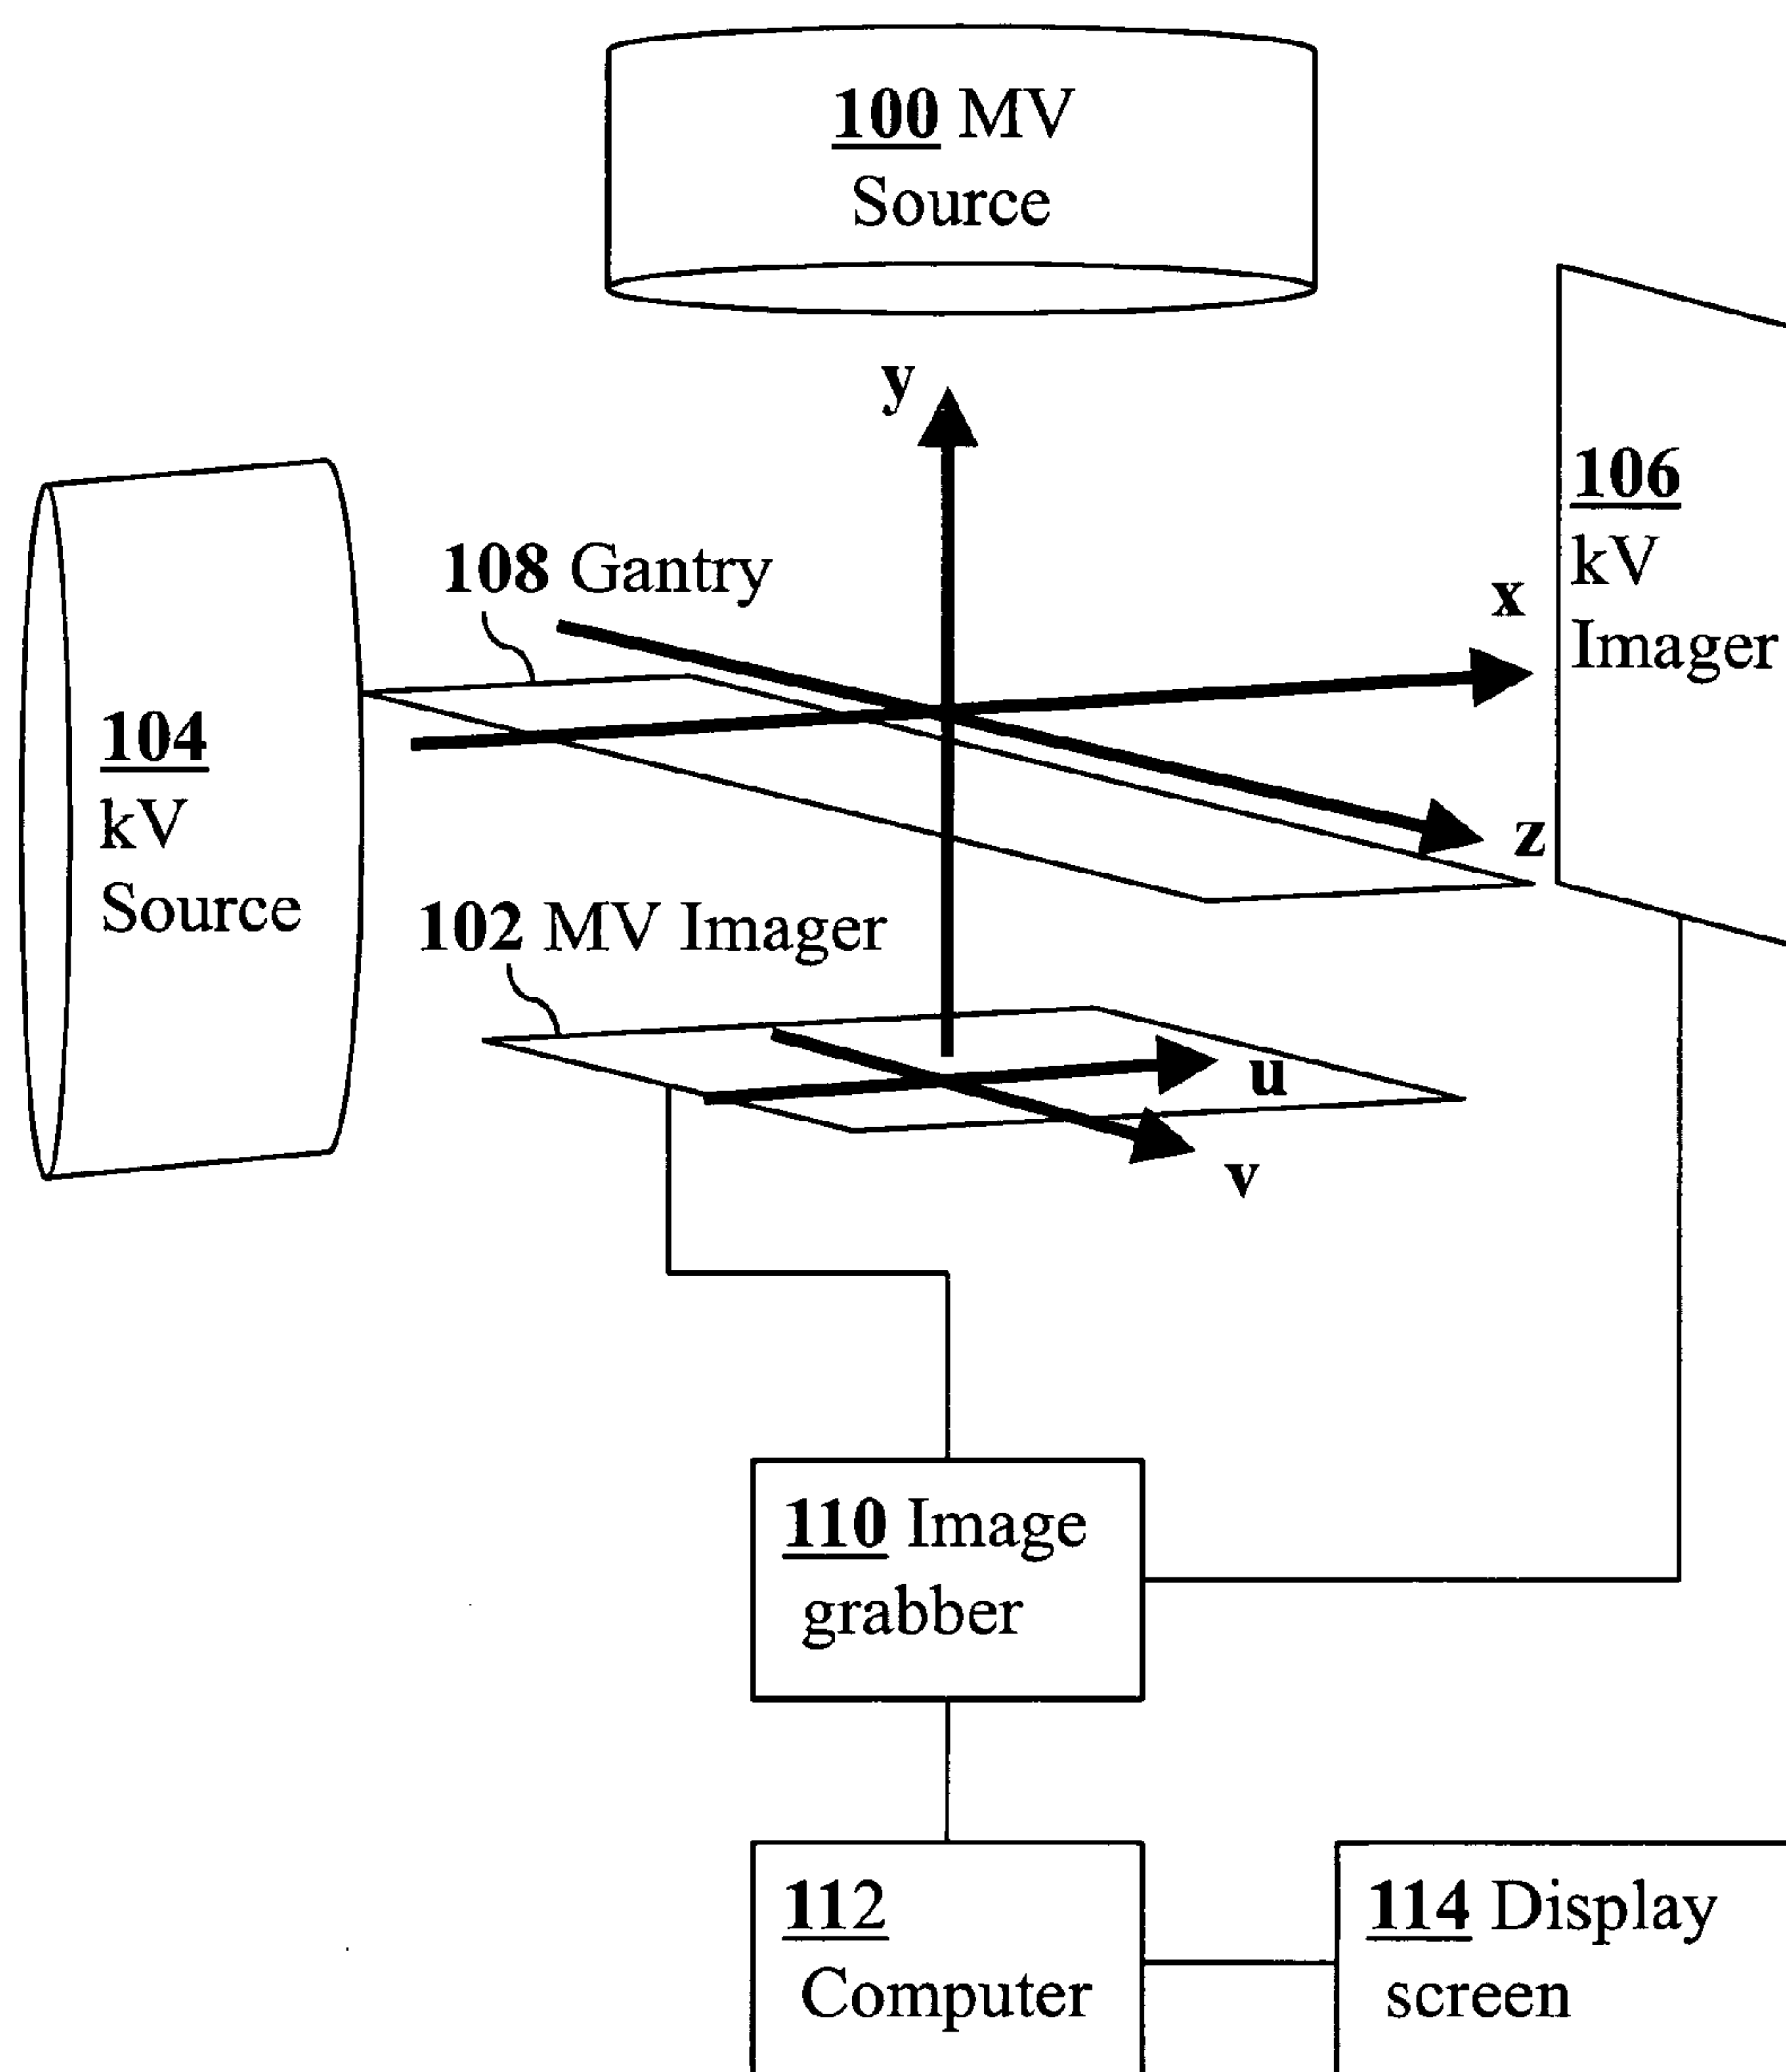 100 MV
Source
y
106
kV
Imager
x
108 Gantry
104
kV
Source
z
102 MV Imager
u
v
110 Image
grabber
112
Computer
114 Display
screen